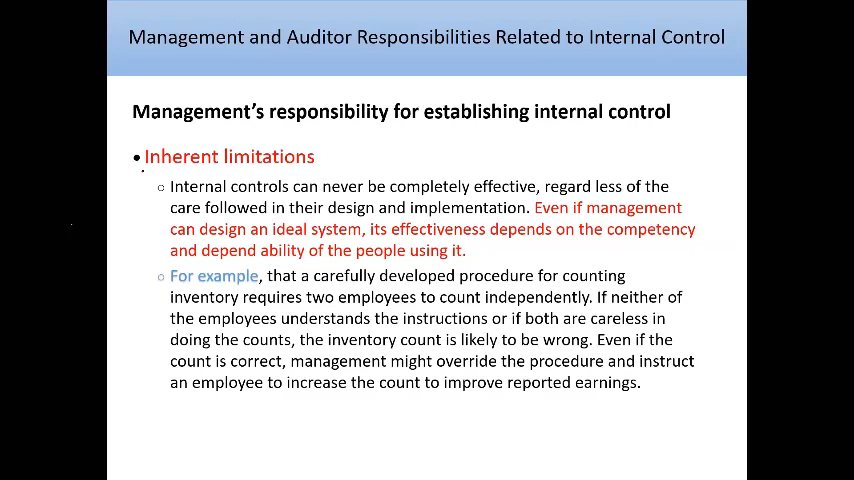 Management and Auditor Responsibilities Related to Internal Control
Management's responsibility for establishing internal control
• Inherent limitations
○ Internal controls can never be completely effective, regard less of the
care followed in their design and implementation. Even if management
can design an ideal system, its effectiveness depends on the competency
and depend ability of the people using it.
○ For example, that a carefully developed procedure for counting
inventory requires two employees to count independently. If neither of
the employees understands the instructions or if both are careless in
doing the counts, the inventory count is likely to be wrong. Even if the
count is correct, management might override the procedure and instruct
an employee to increase the count to improve reported earnings.